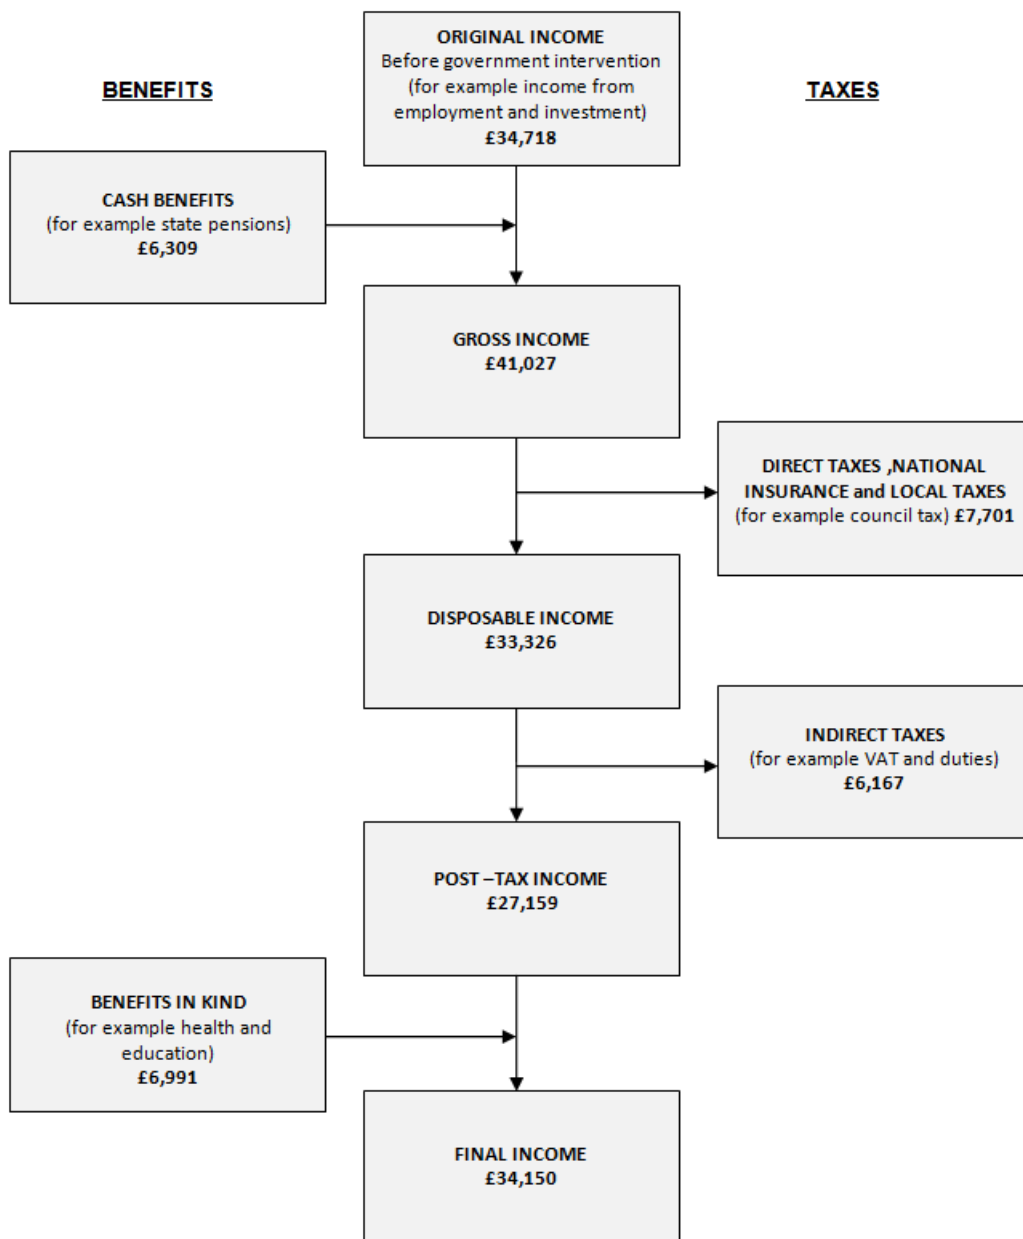 ORIGINAL INCOME
Before government intervention
(for example income from
employment and investment)
£34,718
BENEFITS
TAXES
CASH BENEFITS
(for example state pensions)
£6,309
GROSS INCOME
£41,027
DIRECT TAXES ,NATIONAL
INSURANCE and LOCAL TAXES
(for example council tax) £7,701
DISPOSABLE INCOME
£33,326
INDIRECT TAXES
(for example VAT and duties)
£6,167
POST –TAX INCOME
£27,159
BENEFITS IN KIND
(for example health and
education)
£6,991
FINAL INCOME
£34,150